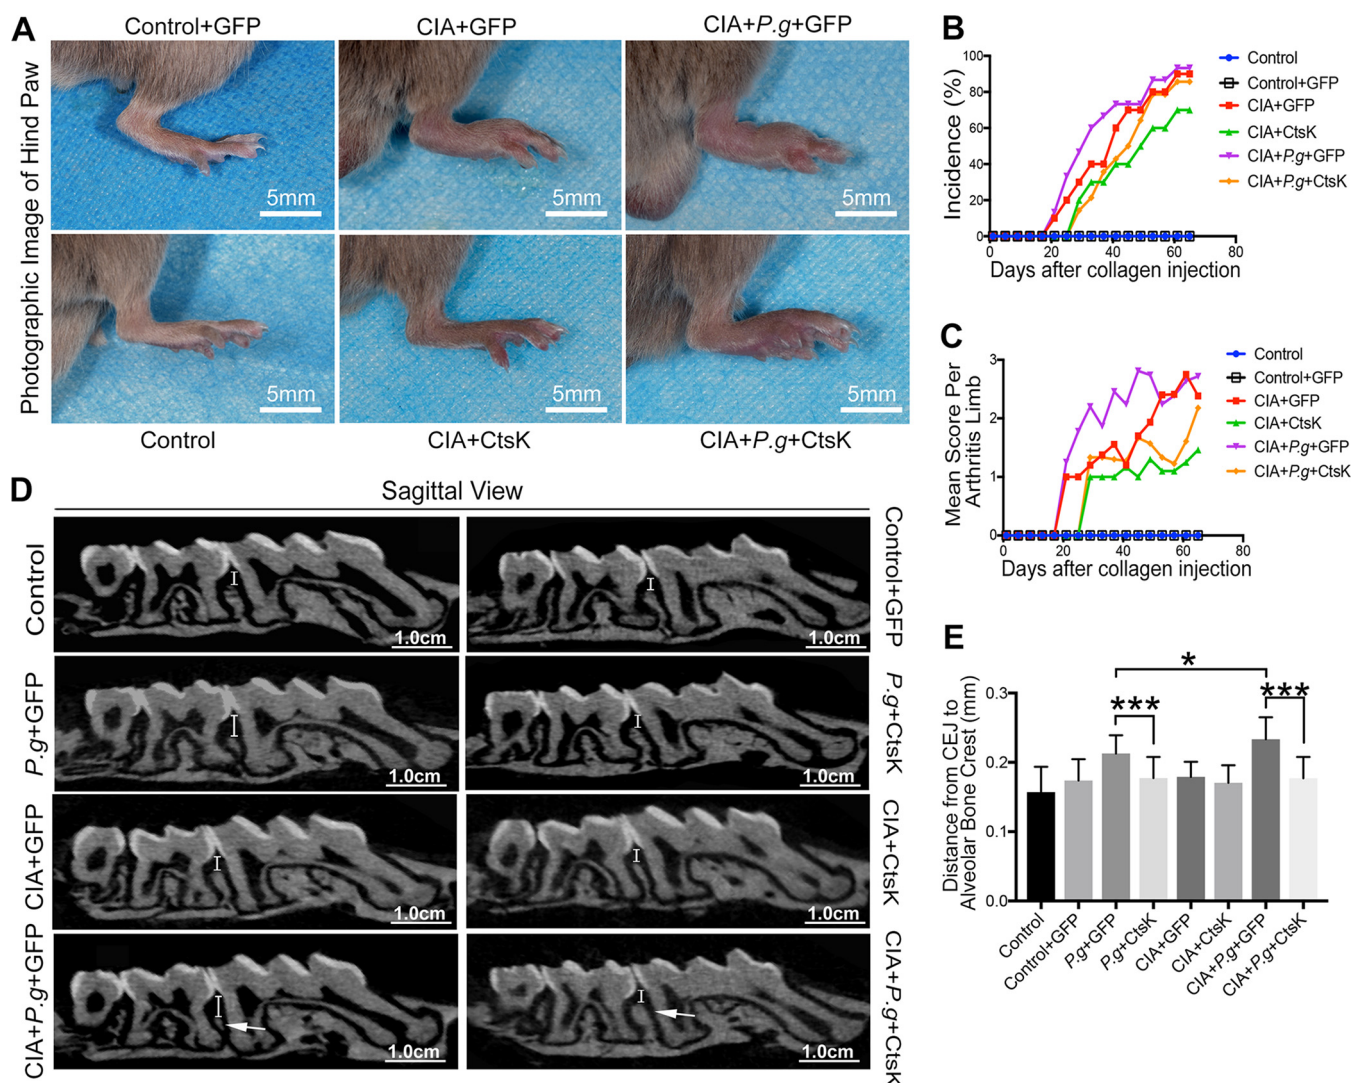 A
Control+GFP
CIA+GFP
CIA+P.g+GFP
Photographic Image of Hind Paw
5mm
5mm
5mm
5mm
5mm
5mm
Control
CIA+CtsK
CIA+P.g+CtsK
B
Incidence (%)
100
80
60
40
20
0
0
20
40
60
80
Days after collagen injection
Control
Control+GFP
CIA+GFP
CIA+CtsK
CIA+P.g+GFP
CIA+P.g+CtsK
C
Mean Score Per
Arthritis Limb
3
2
1
0
0
20
40
60
80
Days after collagen injection
Control
Control+GFP
CIA+GFP
CIA+CtsK
CIA+P.g+GFP
CIA+P.g+CtsK
D
Sagittal View
Control
1.0cm
1.0cm
Control+GFP
P.g+GFP
1.0cm
1.0cm
P.g+CtsK
CIA+GFP
1.0cm
1.0cm
CIA+CtsK
CIA+P.g+GFP
1.0cm
1.0cm
CIA+P.g+CtsK
E
Distance from CEJ to
Alveolar Bone Crest (mm)
0.3
0.2
0.1
0.0
*
***
***
Control
Control+GFP
P.g+GFP
P.g+CtsK
CIA+GFP
CIA+CtsK
CIA+P.g+GFP
CIA+P.g+CtsK